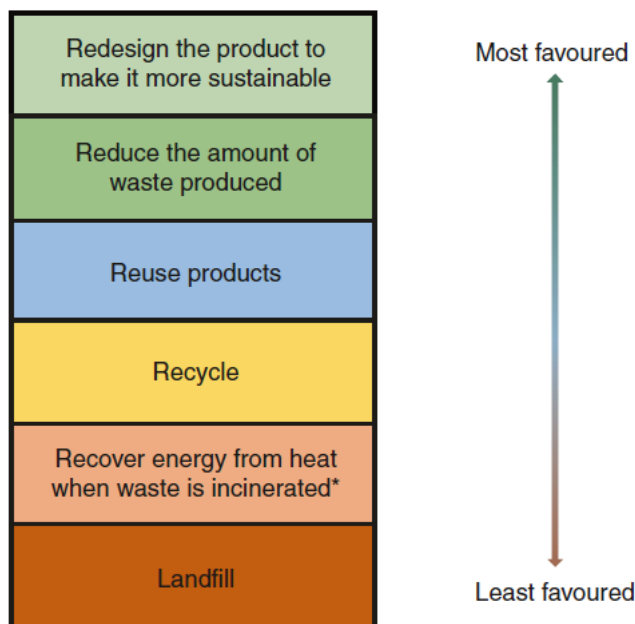 Redesign the product to
make it more sustainable
Most favoured
Reduce the amount of
waste produced
Reuse products
Recycle
Recover energy from heat
when waste is incinerated*
Landfill
Least favoured